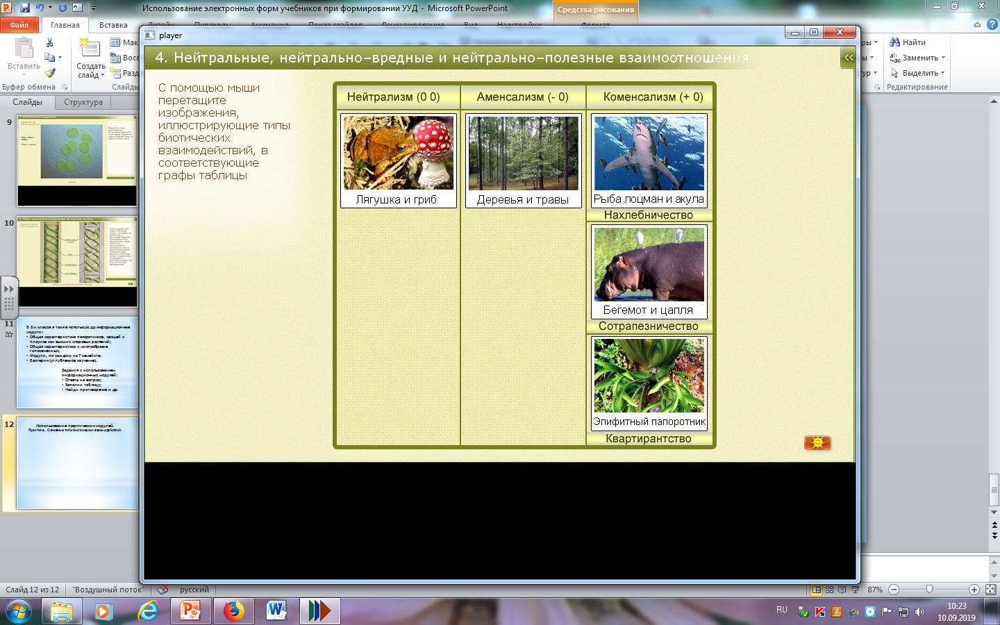 Использование электронных форм учебников при формировании УУД - Microsoft PowerPoint
Средства рисования
Файл
Главная
Вставка
Вставить
Создать
слайд
Буфер обмена
Слайды
Найти
Заменить
Выделить
Редактирование
Слайды
Структура
9
10
11
В 6м классе я также использую др информационные
модули:
• Общая характеристика папоротников, хвощей и
плаунов как высших споровых растений;
• Общая характеристика и многообразие
голосеменных;
• Модули, по каждому из 7 семейств;
• Бактерии(углубленное изучение).
Задания с использованием
информационных модулей:
• Ответь на вопрос;
• Заполни таблицу;
• Найди противоречие и др.
12
Использование практических модулей.
Практика. Основные типы биотических взаимодействий.
player
4. Нейтральные, нейтрально-вредные и нейтрально-полезные взаимоотношения
С помощью мыши
перетащите
изображения,
иллюстрирующие типы
биотических
взаимодействий, в
соответствующие
графы таблицы
Нейтрализм (0 0)
Аменсализм (- 0)
Коменсализм (+ 0)
Лягушка и гриб
Деревья и травы
Рыба лоцман и акула
Нахлебничество
Бегемот и цапля
Сотрапезничество
Эпифитный папоротник
Квартирантство
Слайд 12 из 12
"Воздушный поток"
русский
87%
RU
10:23
10.09.2019